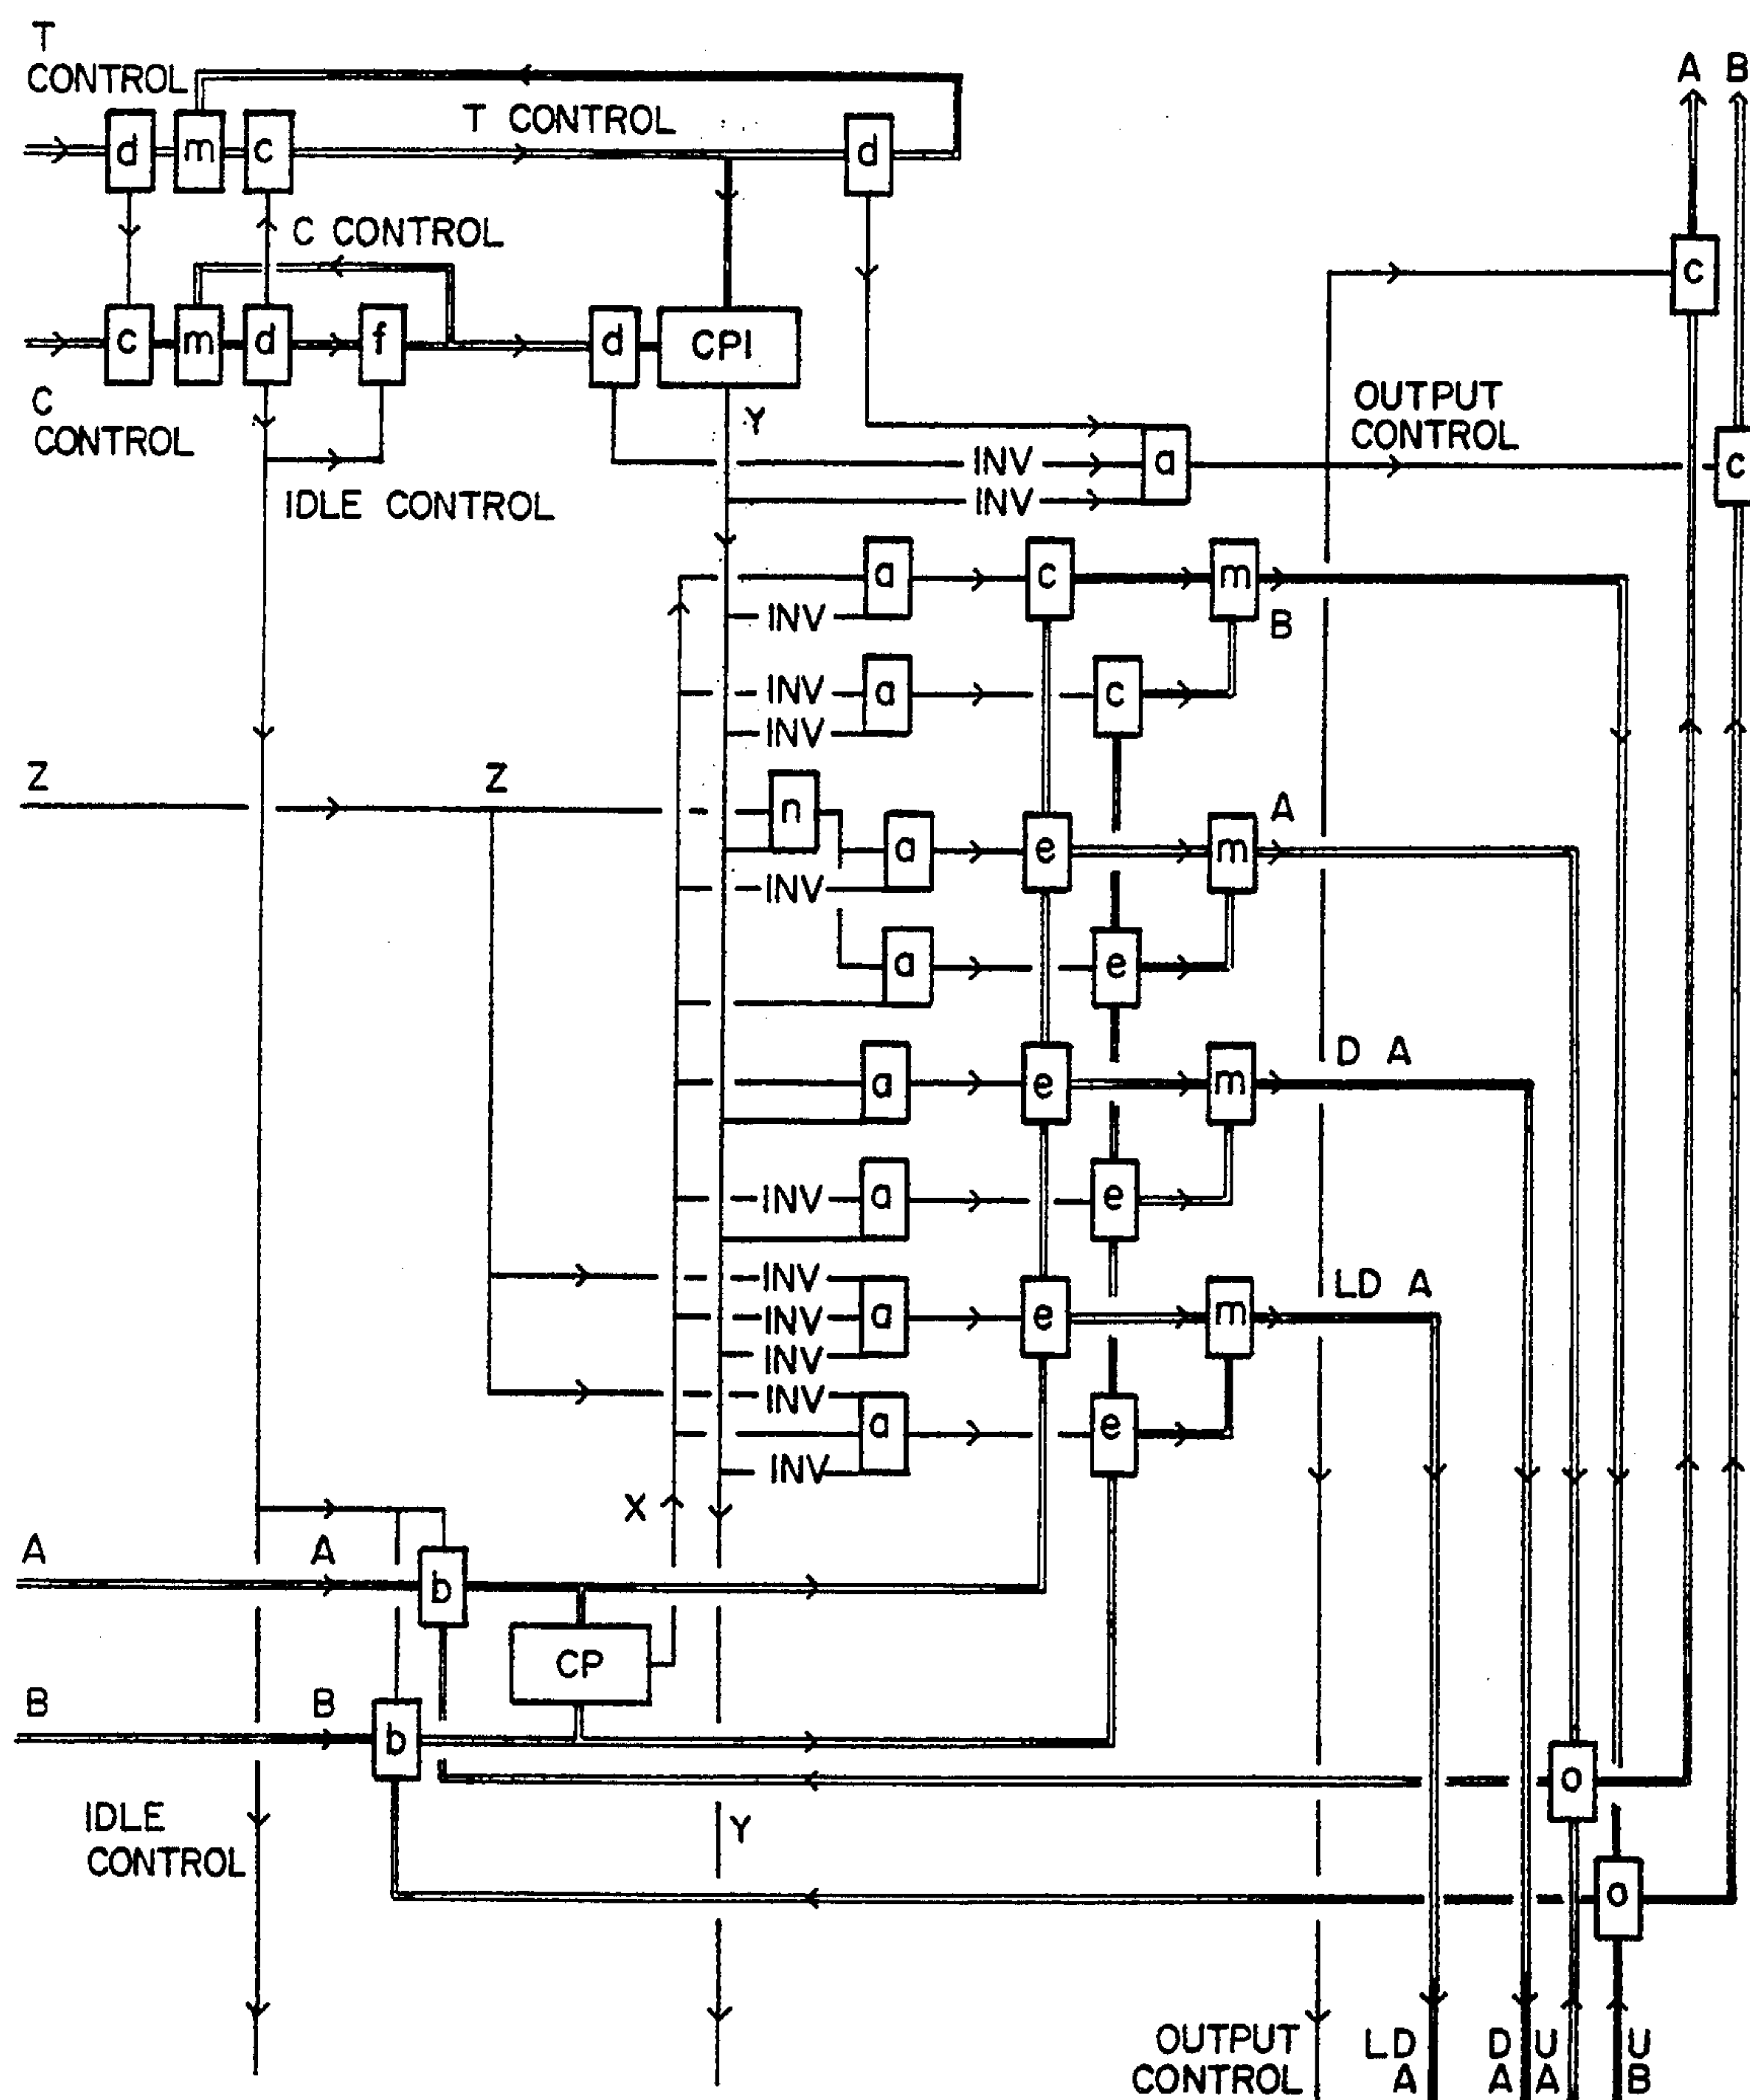 T
CONTROL
A B
T CONTROL
d m c d
C CONTROL
c
c m d f d CPI
C
CONTROL
Y
OUTPUT
CONTROL
INV a
c
INV
IDLE CONTROL
a c m
INV
B
INV a c
INV
Z Z
n
A
a e m
INV
a e
D A
a e m
INV a e
LD A
INV
INV a e m
INV
INV
a e
INV
X
A A
b
CP
B B
b
o
IDLE
CONTROL
Y
o
OUTPUT
CONTROL
LD
A
D
A
U
A
U
B